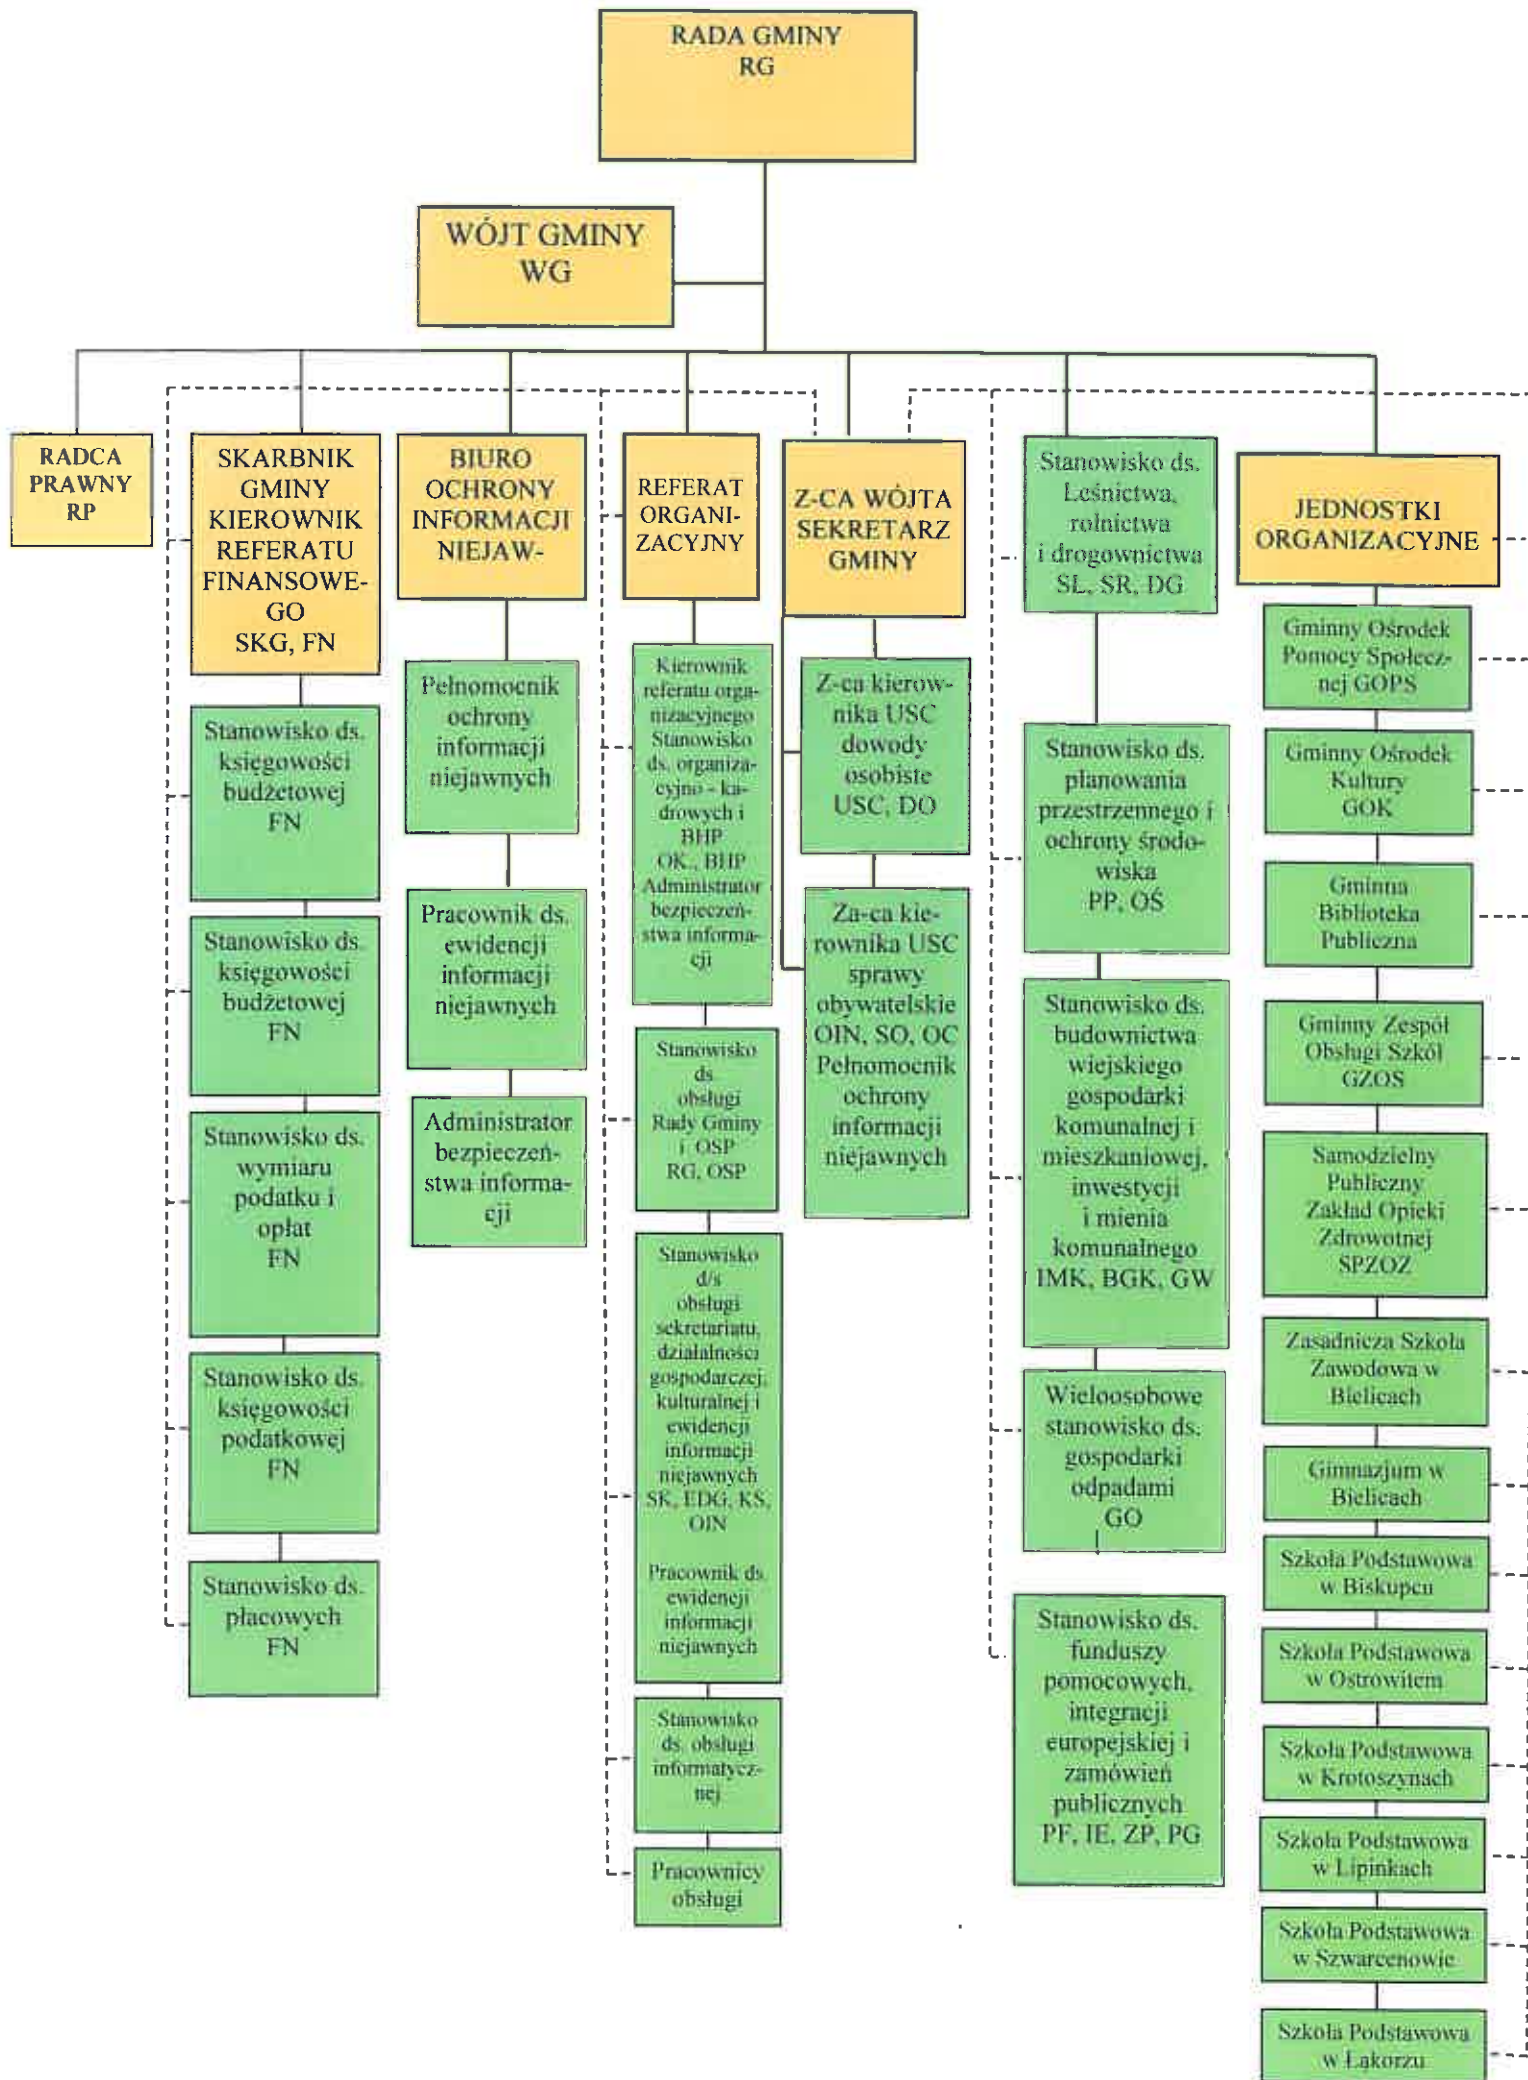 RADA GMINY
RG
WÓJT GMINY
WG
RADCA
PRAWNY
RP
SKARBNIK
GMINY
KIEROWNIK
REFERATU
FINANSOWE-
GO
SKG, FN
Stanowisko ds.
księgowości
budżetowej
FN
Stanowisko ds.
księgowości
budżetowej
FN
Stanowisko ds.
wymiaru
podatku i
opłat
FN
Stanowisko ds.
księgowości
podatkowej
FN
Stanowisko ds.
płacowych
FN
BIURO
OCHRONY
INFORMACJI
NIEJAW-
Pełnomocnik
ochrony
informacji
niejawnych
Pracownik ds.
ewidencji
informacji
niejawnych
Administrator
bezpieczeń-
stwa informa-
cji
REFERAT
ORGANI-
ZACYJNY
Kierownik
referatu orga-
nizacyjnego
Stanowisko
ds. organiza-
cyjno - ka-
drowych i
BHP
OK., BHP
Administrator
bezpieczeń-
stwa informa-
cji
Stanowisko
ds
obsługi
Rady Gminy
i OSP
RG, OSP
Stanowisko
d/s
obsługi
sekretariatu,
działalności
gospodarczej,
kulturalnej i
ewidencji
informacji
niejawnych
SK, EDG, KS,
OIN
Pracownik ds.
ewidencji
informacji
niejawnych
Stanowisko
ds. obsługi
informatycz-
nej
Pracownicy
obsługi
Z-CA WÓJTA
SEKRETARZ
GMINY
Z-ca kierow-
nika USC
dowody
osobiste
USC, DO
Za-ca kie-
rownika USC
sprawy
obywatelskie
OIN, SO, OC
Pełnomocnik
ochrony
informacji
niejawnych
Stanowisko ds.
Leśnictwa,
rolnictwa
i drogownictwa
SL, SR, DG
Stanowisko ds.
planowania
przestrzennego i
ochrony środo-
wiska
PP, OŚ
Stanowisko ds.
budownictwa
wiejskiego
gospodarki
komunalnej i
mieszkaniowej,
inwestycji
i mienia
komunalnego
IMK, BGK, GW
Wieloosobowe
stanowisko ds.
gospodarki
odpadami
GO
Stanowisko ds.
funduszy
pomocowych,
integracji
europejskiej i
zamówień
publicznych
PF, IE, ZP, PG
JEDNOSTKI
ORGANIZACYJNE
Gminny Ośrodek
Pomocy Społecz-
nej GOPS
Gminny Ośrodek
Kultury
GOK
Gminna
Biblioteka
Publiczna
Gminny Zespół
Obsługi Szkół
GZOS
Samodzielny
Publiczny
Zakład Opieki
Zdrowotnej
SPZOZ
Zasadnicza Szkoła
Zawodowa w
Bielicach
Gimnazjum w
Bielicach
Szkoła Podstawowa
w Biskupcu
Szkoła Podstawowa
w Ostrowitem
Szkoła Podstawowa
w Krotoszynach
Szkoła Podstawowa
w Lipinkach
Szkoła Podstawowa
w Szwarcenowie
Szkoła Podstawowa
w Łąkorzu